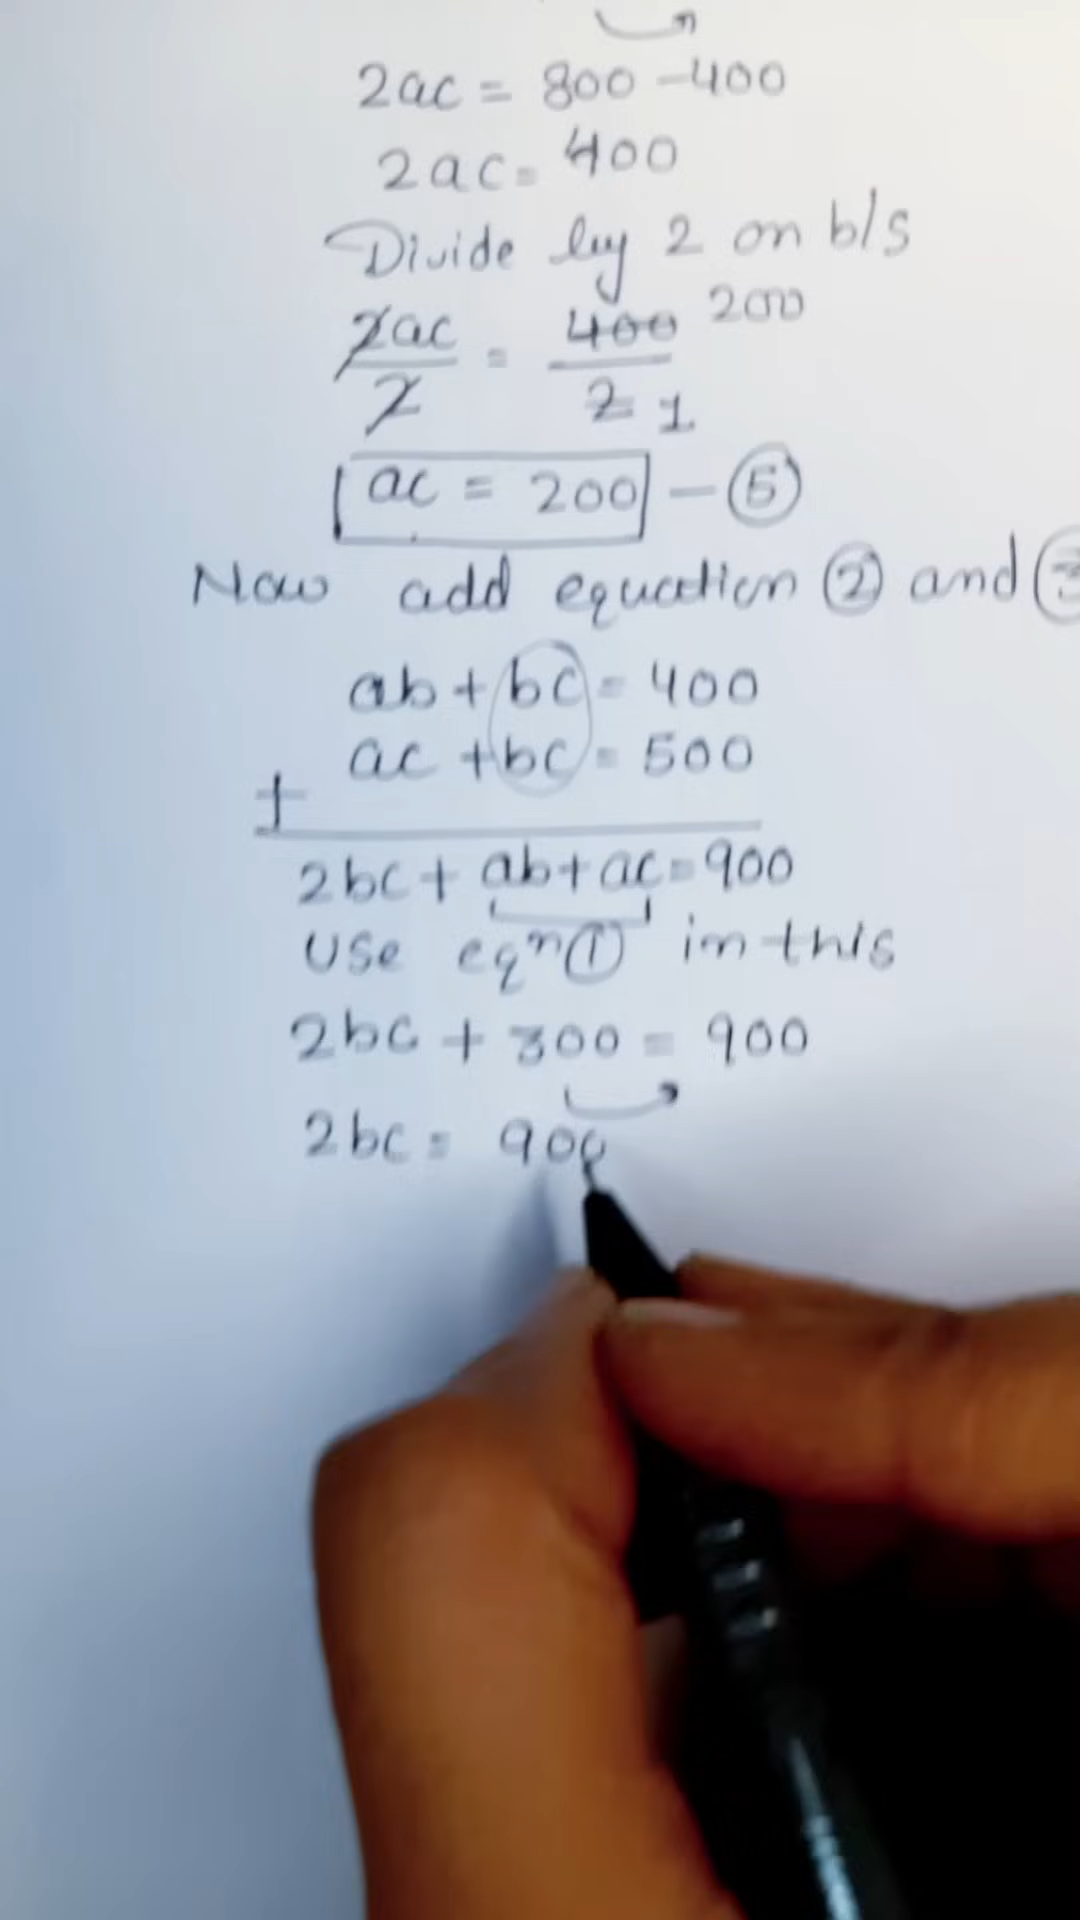 2ac = 800 - 400
2ac = 400
Divide by 2 on b/s
2ac/2 = 400/2 200 1
ac = 200 - ⑤
Now add equation ② and ③
ab + bc = 400
ac + bc = 500
+
2bc + ab + ac = 900
Use eqⁿ ① in this
2bc + 300 = 900
2bc = 900